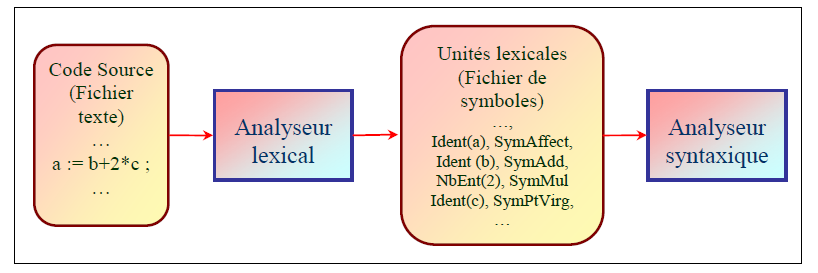 Code Source
(Fichier
texte)
…
a := b+2*c ;
…
Analyseur
lexical
Unités lexicales
(Fichier de
symboles)
…,
Ident(a), SymAffect,
Ident (b), SymAdd,
NbEnt(2), SymMul
Ident(c), SymPtVirg,
…
Analyseur
syntaxique